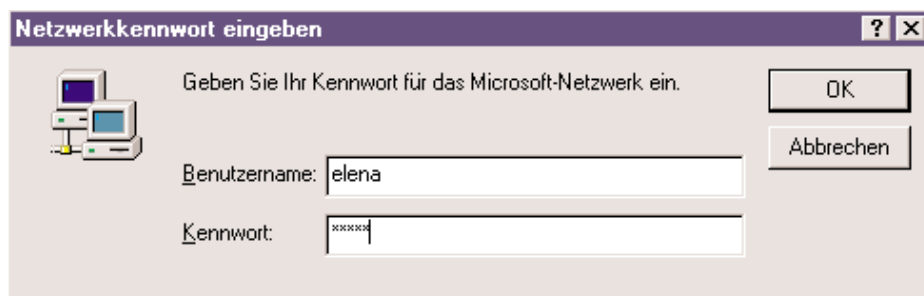 Netzwerkkennwort eingeben
Geben Sie Ihr Kennwort für das Microsoft-Netzwerk ein.
OK
Abbrechen
Benutzername: elena
Kennwort: *****